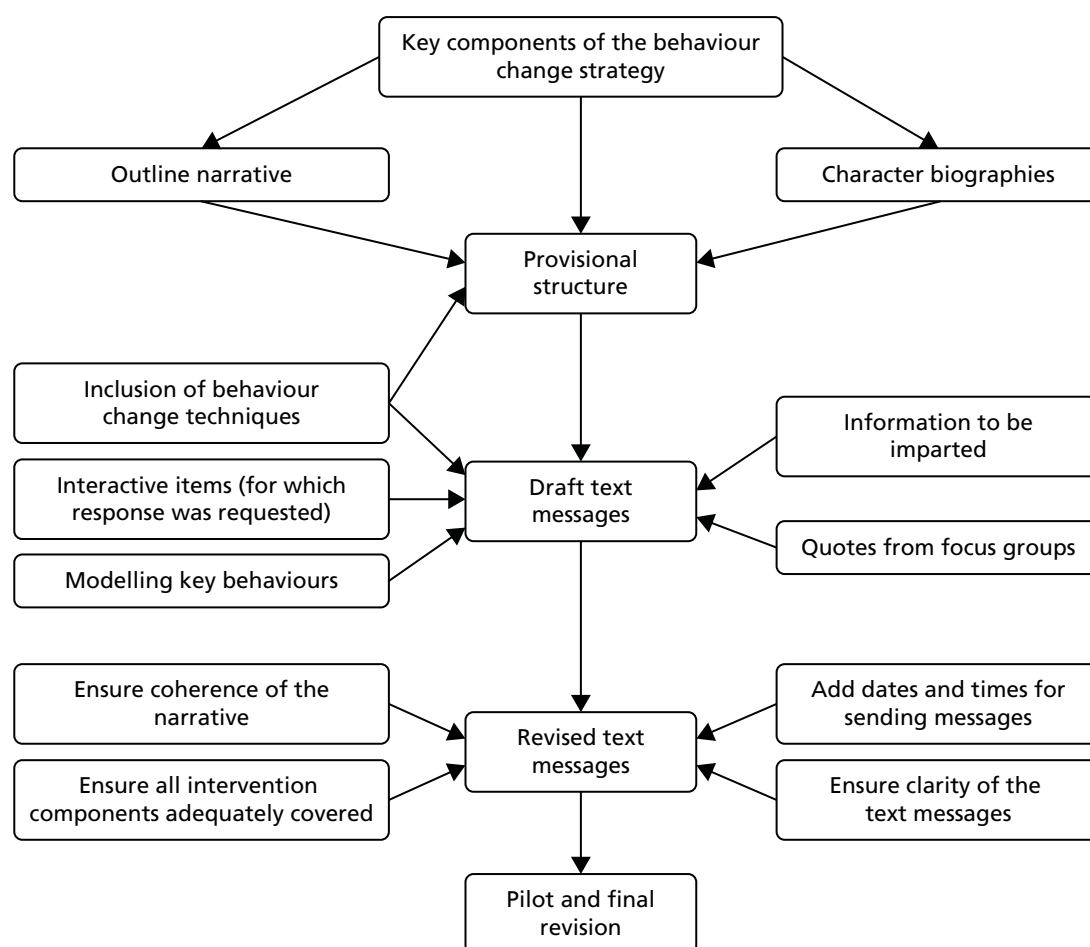 Key components of the behaviour
change strategy
Outline narrative
Character biographies
Provisional
structure
Inclusion of behaviour
change techniques
Information to be
imparted
Interactive items (for which
response was requested)
Draft text
messages
Quotes from focus groups
Modelling key behaviours
Ensure coherence of the
narrative
Add dates and times for
sending messages
Revised text
messages
Ensure all intervention
components adequately covered
Ensure clarity of the
text messages
Pilot and final
revision